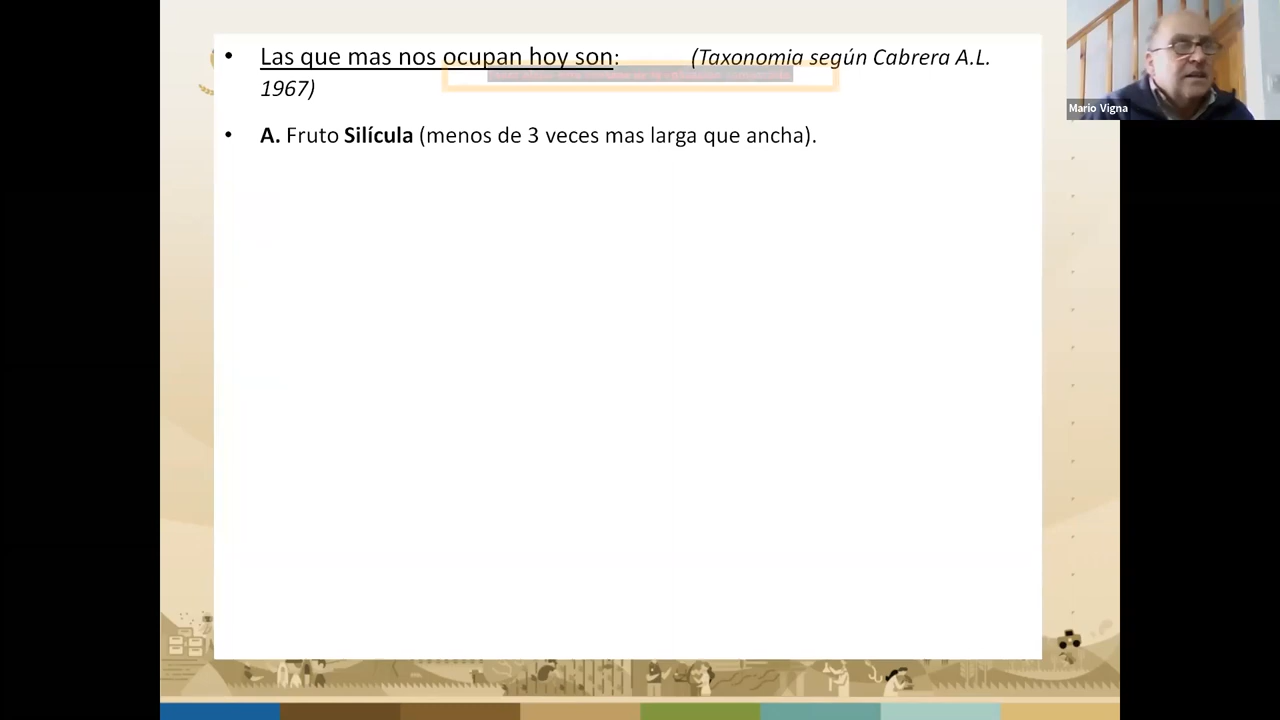 • Las que mas nos ocupan hoy son: (Taxonomia según Cabrera A.L.
1967)
• A. Fruto Silícula (menos de 3 veces mas larga que ancha).
Mario Vigna